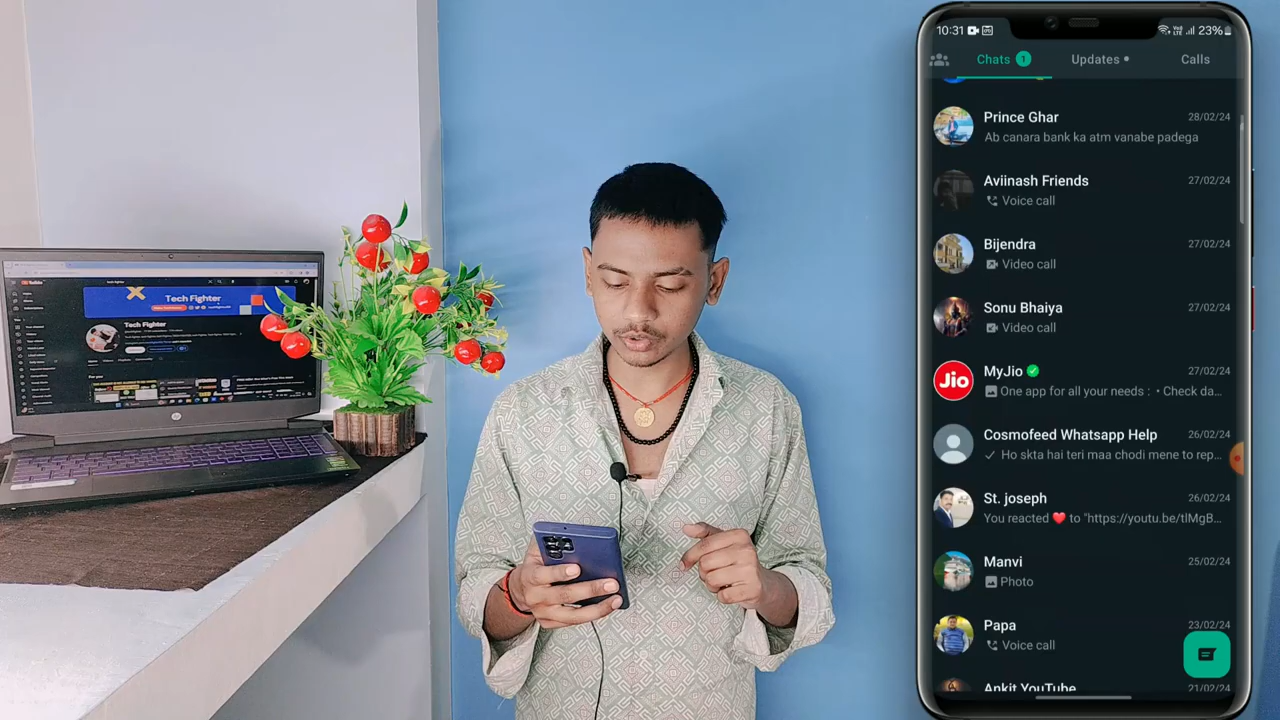 10:31
23%
Chats 1
Updates
Calls
Prince Ghar
28/02/24
Ab canara bank ka atm vanabe padega
Aviinash Friends
27/02/24
Voice call
Bijendra
27/02/24
Video call
Sonu Bhaiya
27/02/24
Video call
Jio
MyJio
27/02/24
One app for all your needs : • Check da...
Cosmofeed Whatsapp Help
26/02/24
Ho skta hai teri maa chodi mene to rep...
St. joseph
26/02/24
You reacted ❤️ to "https://youtu.be/tlMgB...
Manvi
25/02/24
Photo
Papa
23/02/24
Voice call
Ankit YouTube
21/02/24
Tech Fighter
Tech Fighter
hp